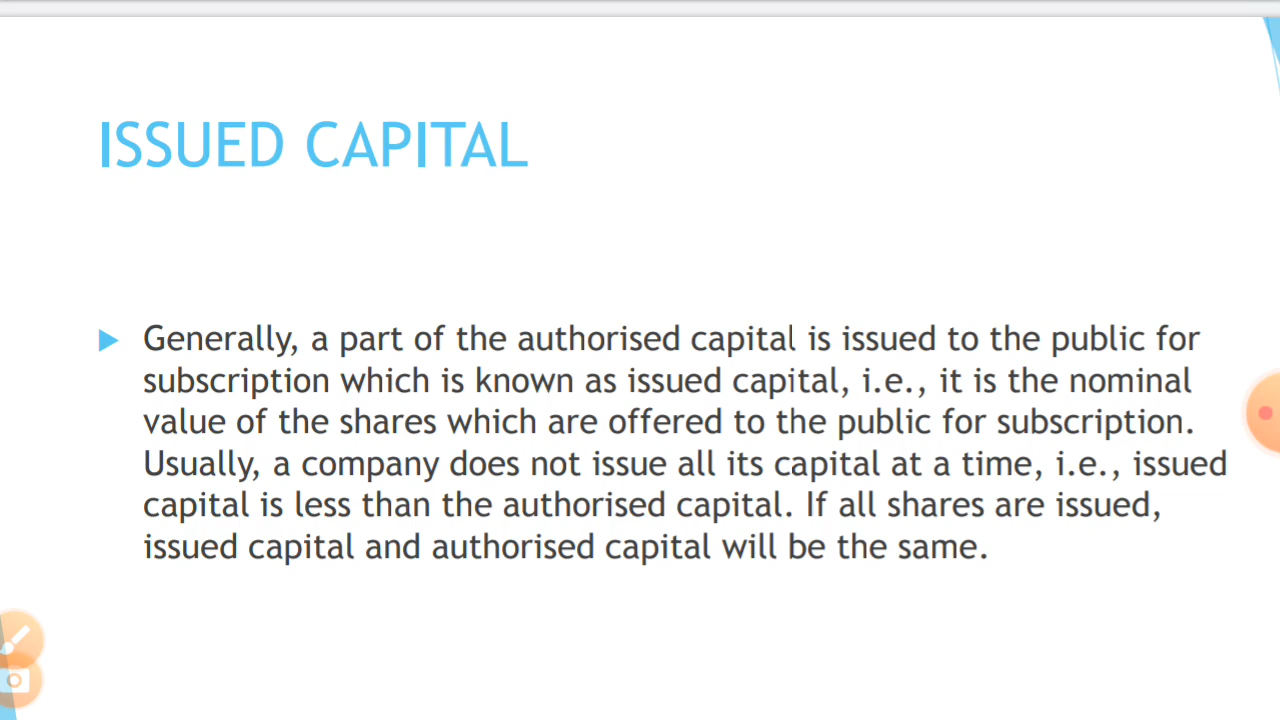 ISSUED CAPITAL
Generally, a part of the authorised capital is issued to the public for
subscription which is known as issued capital, i.e., it is the nominal
value of the shares which are offered to the public for subscription.
Usually, a company does not issue all its capital at a time, i.e., issued
capital is less than the authorised capital. If all shares are issued,
issued capital and authorised capital will be the same.